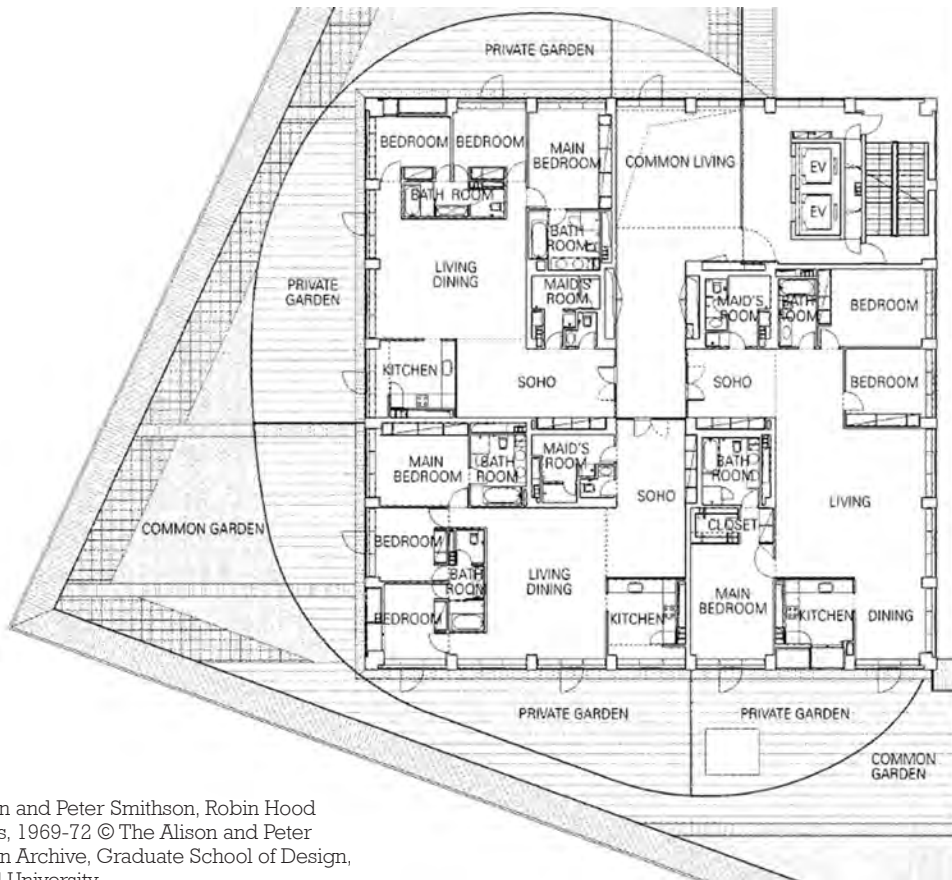 PRIVATE GARDEN
BEDROOM
BEDROOM
MAIN
BEDROOM
COMMON LIVING
EV
EV
BATH ROOM
BATH
ROOM
LIVING
DINING
PRIVATE
GARDEN
MAID'S
ROOM
MAID'S
ROOM
BATH
ROOM
BEDROOM
KITCHEN
SOHO
SOHO
BEDROOM
MAIN
BEDROOM
BATH
ROOM
MAID'S
ROOM
SOHO
BATH
ROOM
LIVING
COMMON GARDEN
CLOSET
BEDROOM
BATH
ROOM
LIVING
DINING
MAIN
BEDROOM
BEDROOM
KITCHEN
KITCHEN
DINING
PRIVATE GARDEN
PRIVATE GARDEN
COMMON
GARDEN
and Peter Smithson, Robin Hood
1969-72 © The Alison and Peter
Archive, Graduate School of Design,
University